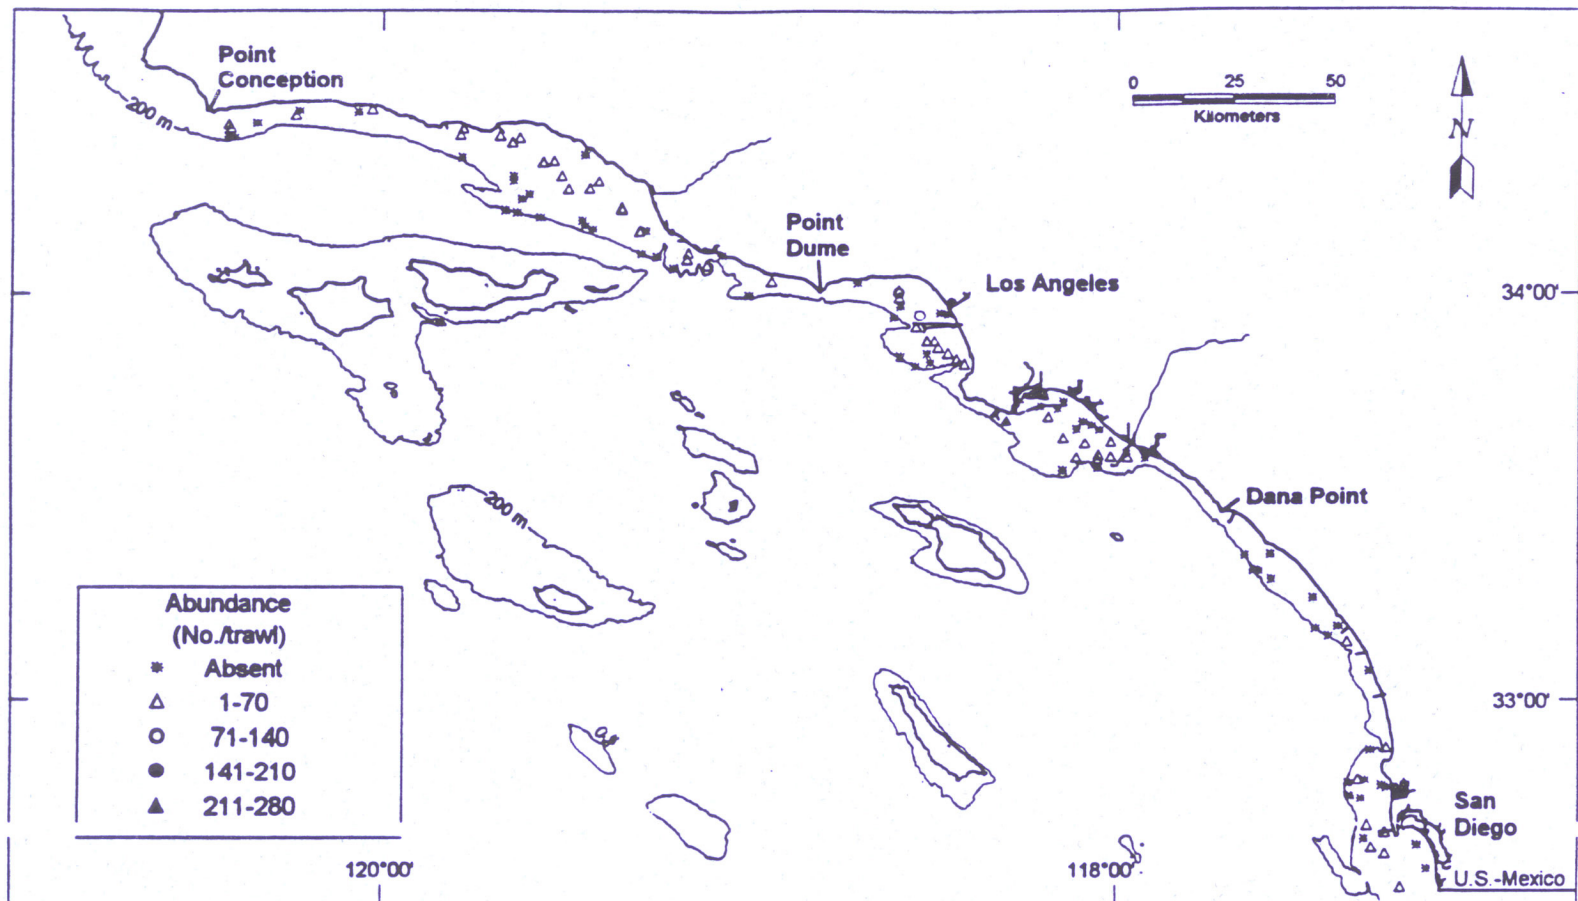 Point
Conception
200 m
0 25 50
Kilometers
N
Point
Dume
Los Angeles
34°00'
200 m
Dana Point
Abundance
(No./trawl)
Absent
1-70
71-140
141-210
211-280
33°00'
San
Diego
U.S.-Mexico
120°00'
118°00'